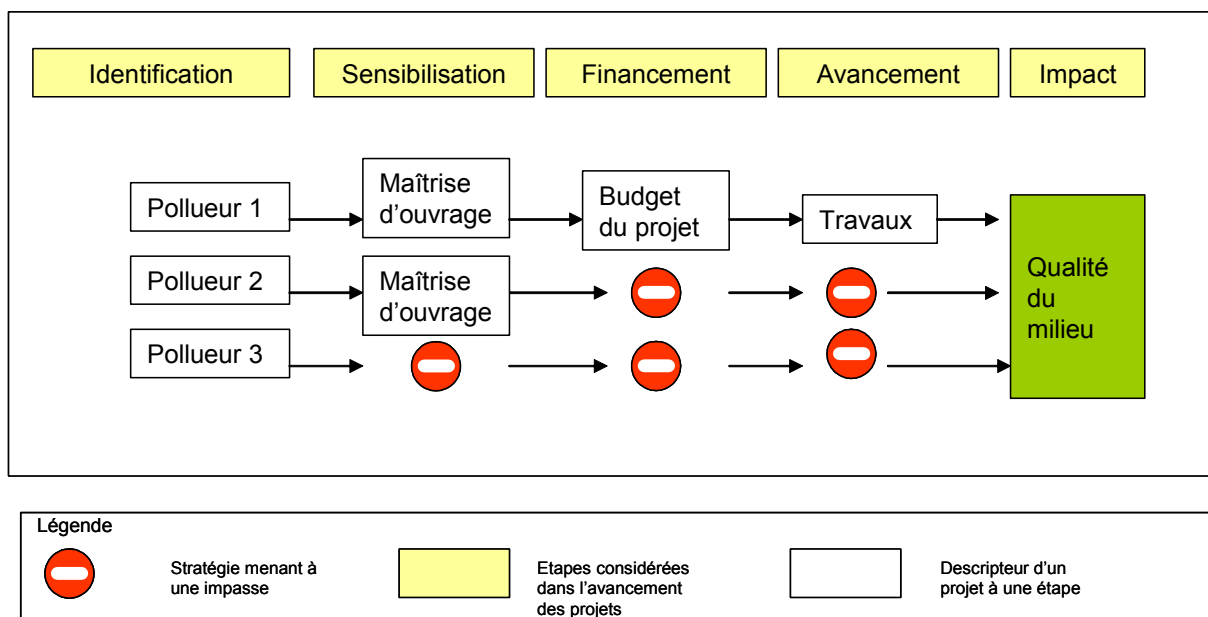 Identification
Sensibilisation
Financement
Avancement
Impact
Pollueur 1
Maîtrise
d'ouvrage
Budget
du projet
Travaux
Pollueur 2
Maîtrise
d'ouvrage
Pollueur 3
Qualité
du
milieu
Légende
Stratégie menant à
une impasse
Etapes considérées
dans l'avancement
des projets
Descripteur d'un
projet à une étape